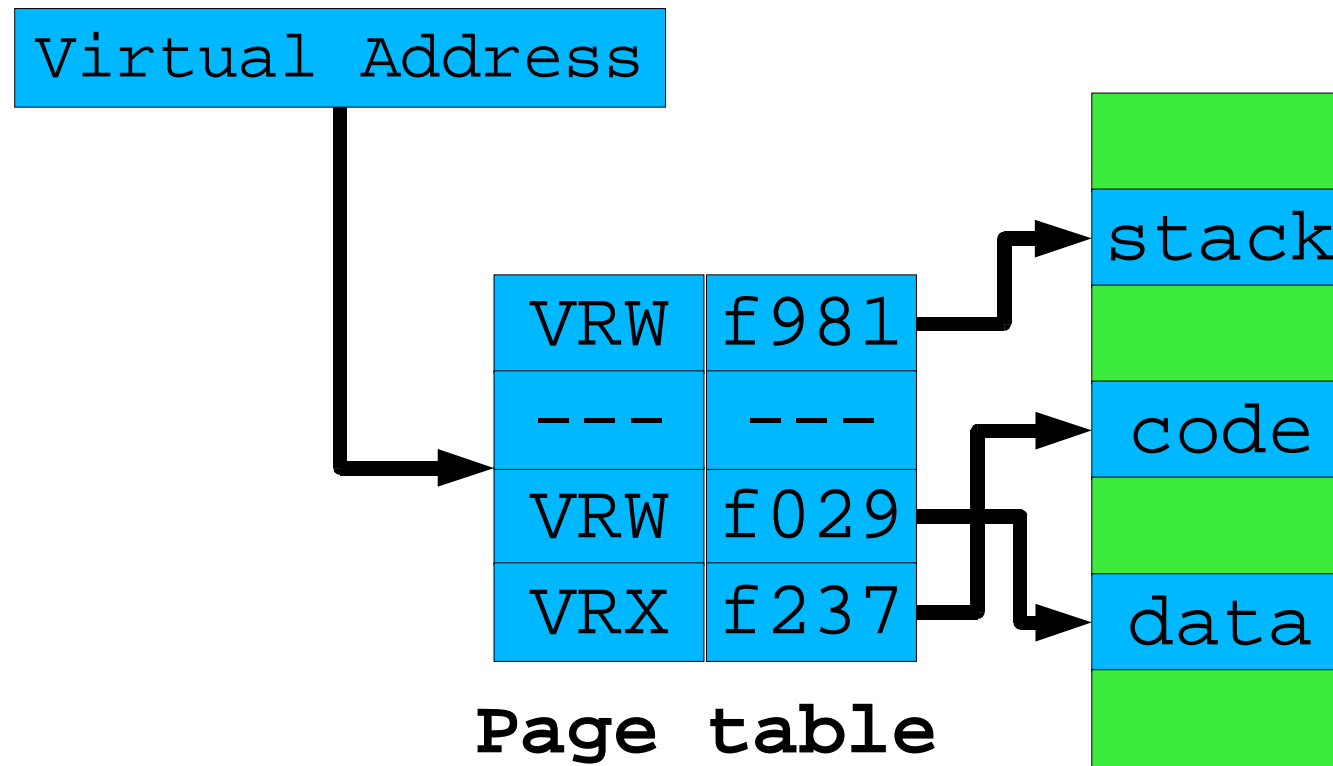 Virtual Address
stack
VRW f981
--- ---
code
VRW f029
VRX f237
data
Page table